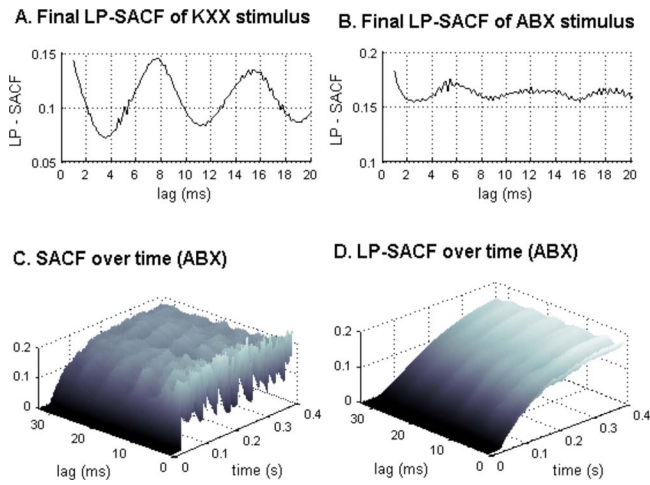 A. Final LP-SACF of KXX stimulus
0.15
0.1
0.05
LP - SACF
0 2 4 6 8 10 12 14 16 18 20
lag (ms)
B. Final LP-SACF of ABX stimulus
0.2
0.15
0.1
LP - SACF
0 2 4 6 8 10 12 14 16 18 20
lag (ms)
C. SACF over time (ABX)
0.2
0.1
0
30
20
10
0
lag (ms)
0
0.1
0.2
0.3
0.4
time (s)
D. LP-SACF over time (ABX)
0.2
0.1
0
30
20
10
0
lag (ms)
0
0.1
0.2
0.3
0.4
time (s)